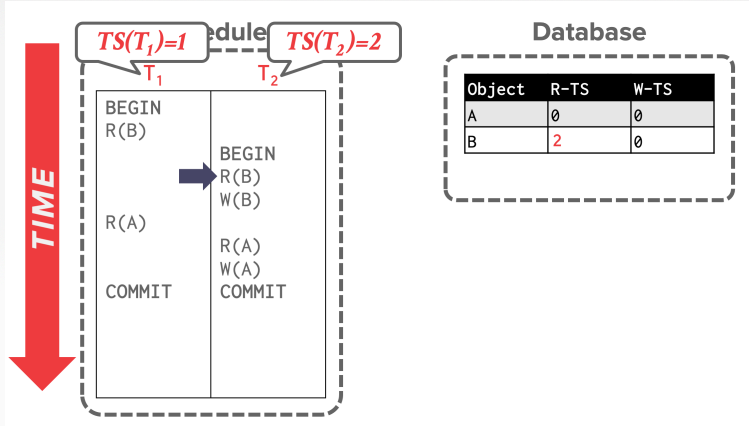 TS(T1)=1
edule
TS(T2)=2
T1
T2
BEGIN
R(B)
BEGIN
R(B)
W(B)
R(A)
R(A)
W(A)
COMMIT
COMMIT
TIME
Database
Object R-TS W-TS
A 0 0
B 2 0